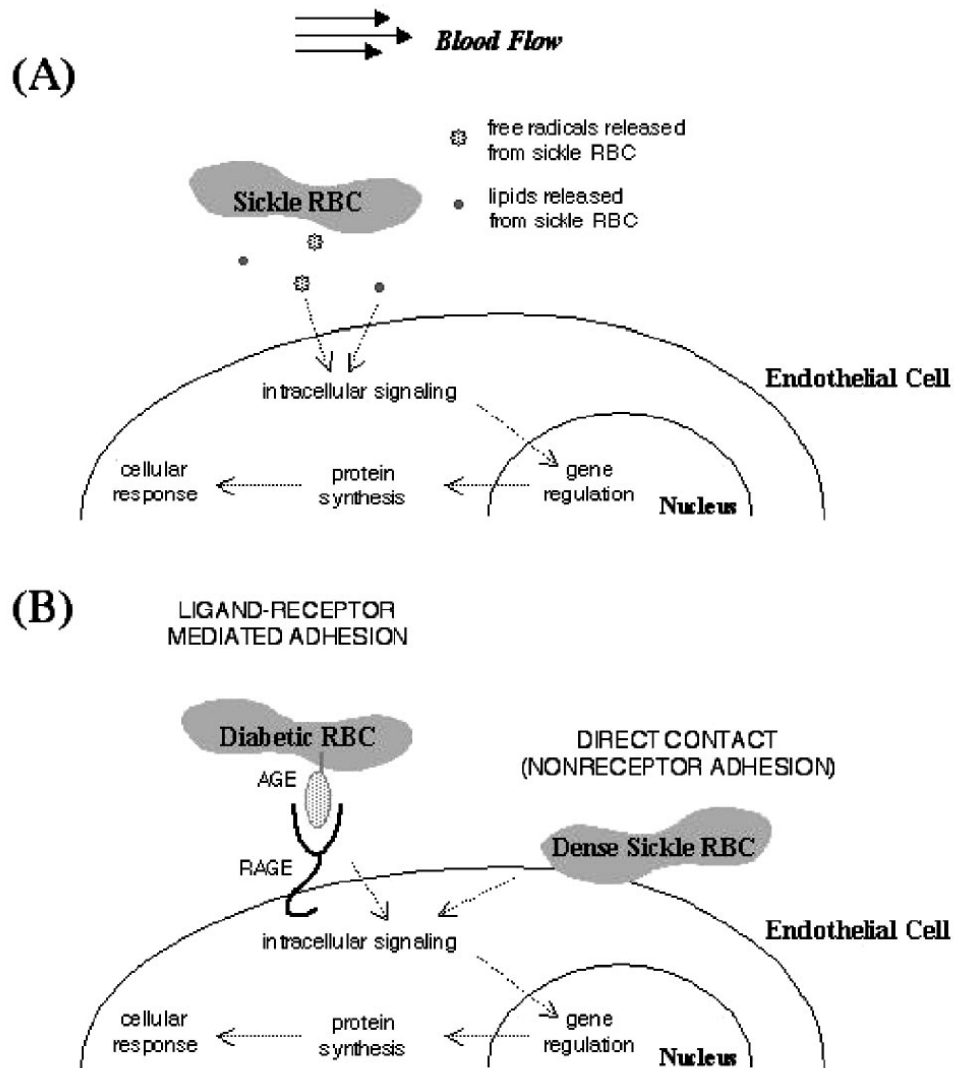 Blood Flow
(A)
free radicals released
from sickle RBC
Sickle RBC
lipids released
from sickle RBC
intracellular signaling
Endothelial Cell
cellular
response
protein
synthesis
gene
regulation
Nucleus
(B)
LIGAND-RECEPTOR
MEDIATED ADHESION
Diabetic RBC
DIRECT CONTACT
(NONRECEPTOR ADHESION)
AGE
Dense Sickle RBC
RAGE
intracellular signaling
Endothelial Cell
cellular
response
protein
synthesis
gene
regulation
Nucleus